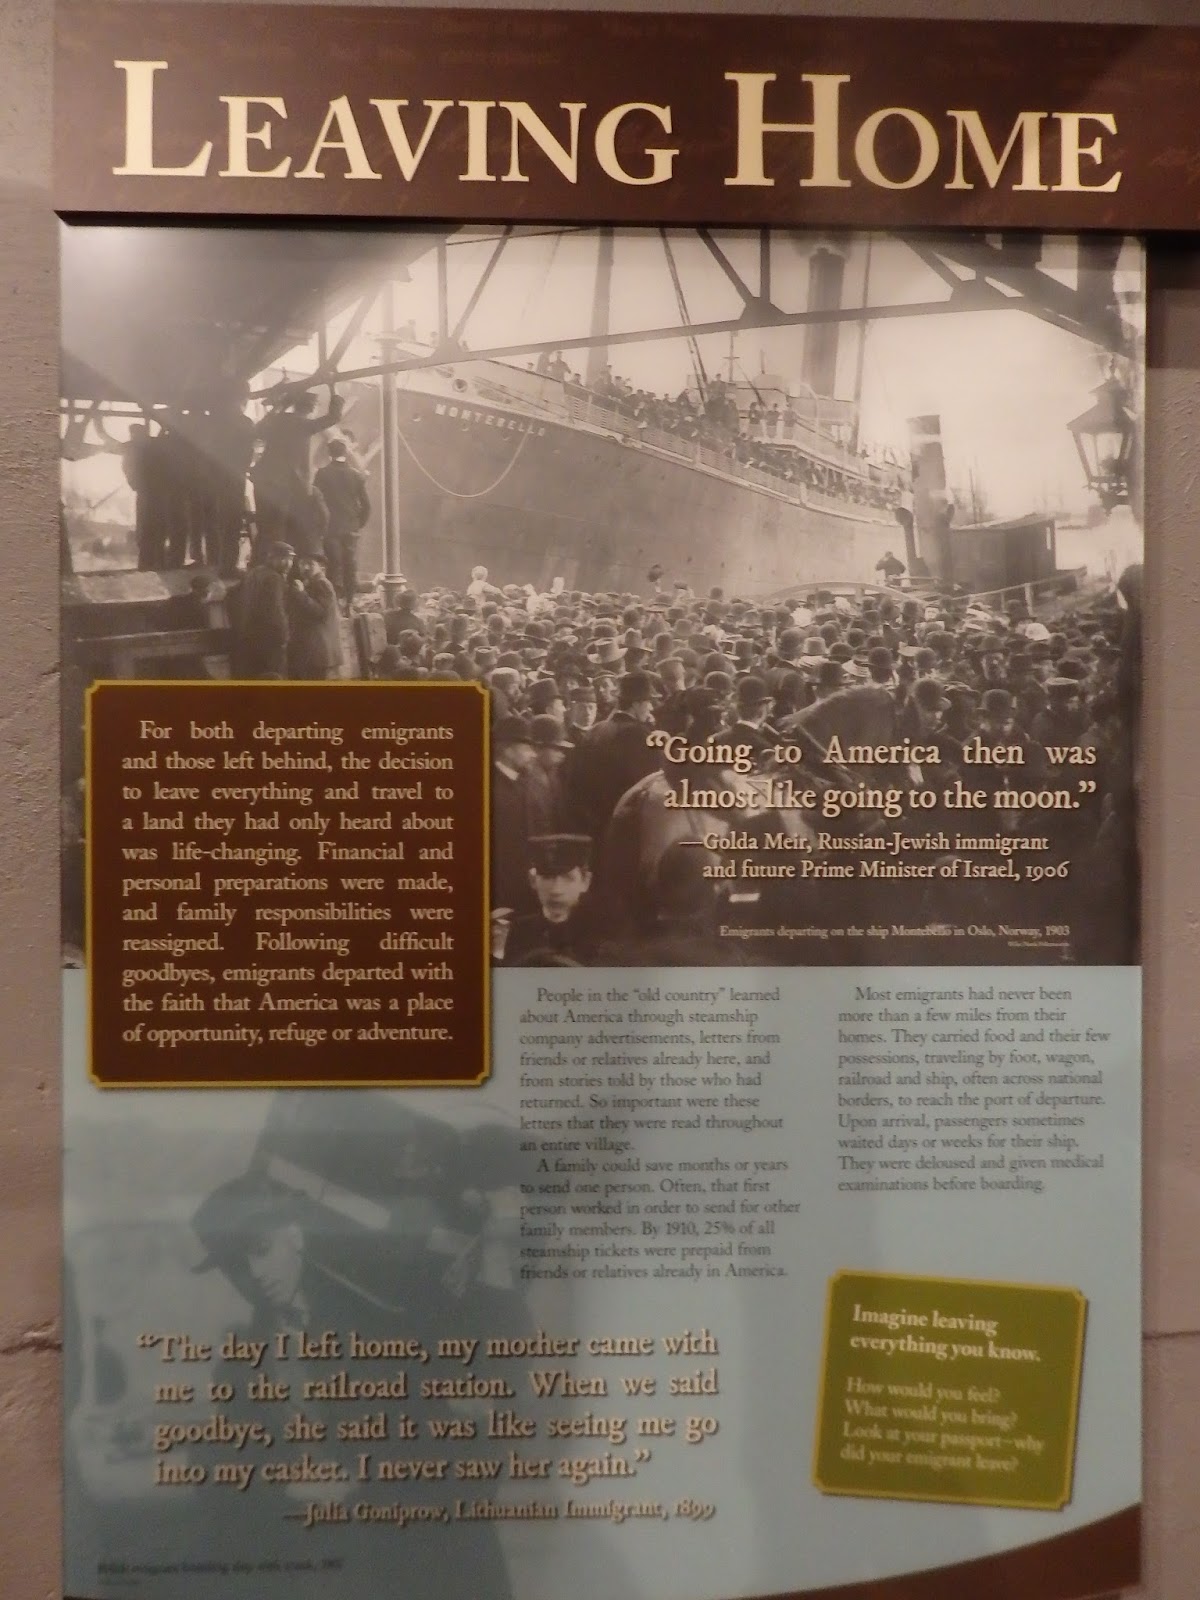 LEAVING HOME
MONTEBELLO
For both departing emigrants
and those left behind, the decision
to leave everything and travel to
a land they had only heard about
was life-changing. Financial and
personal preparations were made,
and family responsibilities were
reassigned. Following difficult
goodbyes, emigrants departed with
the faith that America was a place
of opportunity, refuge or adventure.
“Going to America then was
almost like going to the moon.”
—Golda Meir, Russian-Jewish immigrant
and future Prime Minister of Israel, 1906
Emigrants departing on the ship Montebello in Oslo, Norway, 1903
People in the “old country” learned
about America through steamship
company advertisements, letters from
friends or relatives already here, and
from stories told by those who had
returned. So important were these
letters that they were read throughout
an entire village.
A family could save months or years
to send one person. Often, that first
person worked in order to send for other
family members. By 1910, 25% of all
steamship tickets were prepaid from
friends or relatives already in America.
Most emigrants had never been
more than a few miles from their
homes. They carried food and their few
possessions, traveling by foot, wagon,
railroad and ship, often across national
borders, to reach the port of departure.
Upon arrival, passengers sometimes
waited days or weeks for their ship.
They were deloused and given medical
examinations before boarding.
“The day I left home, my mother came with
me to the railroad station. When we said
goodbye, she said it was like seeing me go
into my casket. I never saw her again.”
—Julia Goniprow, Lithuanian Immigrant, 1899
Imagine leaving
everything you know.
How would you feel?
What would you bring?
Look at your passport—why
did your emigrant leave?